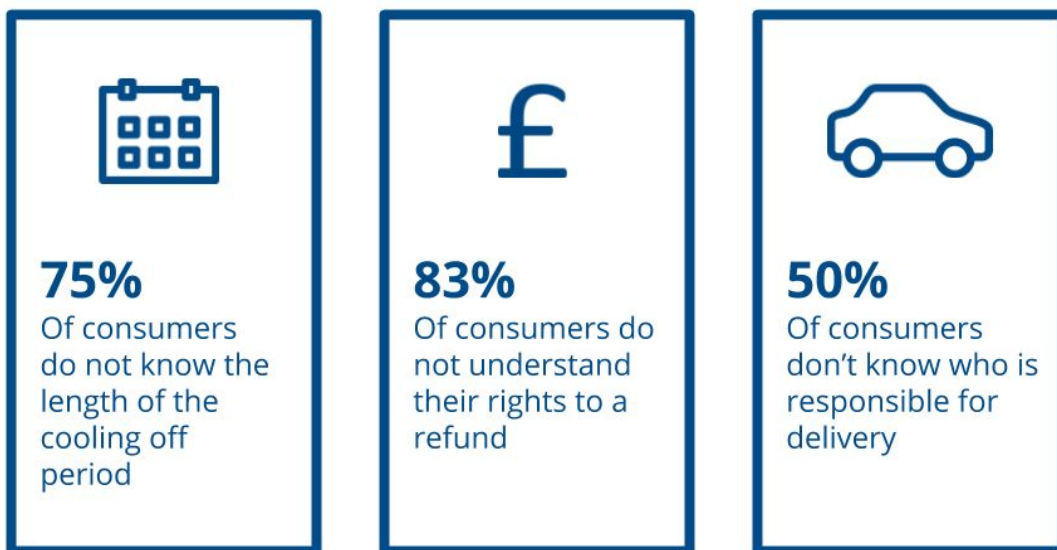 £
75%
Of consumers
do not know the
length of the
cooling off
period
83%
Of consumers do
not understand
their rights to a
refund
50%
Of consumers
don’t know who is
responsible for
delivery